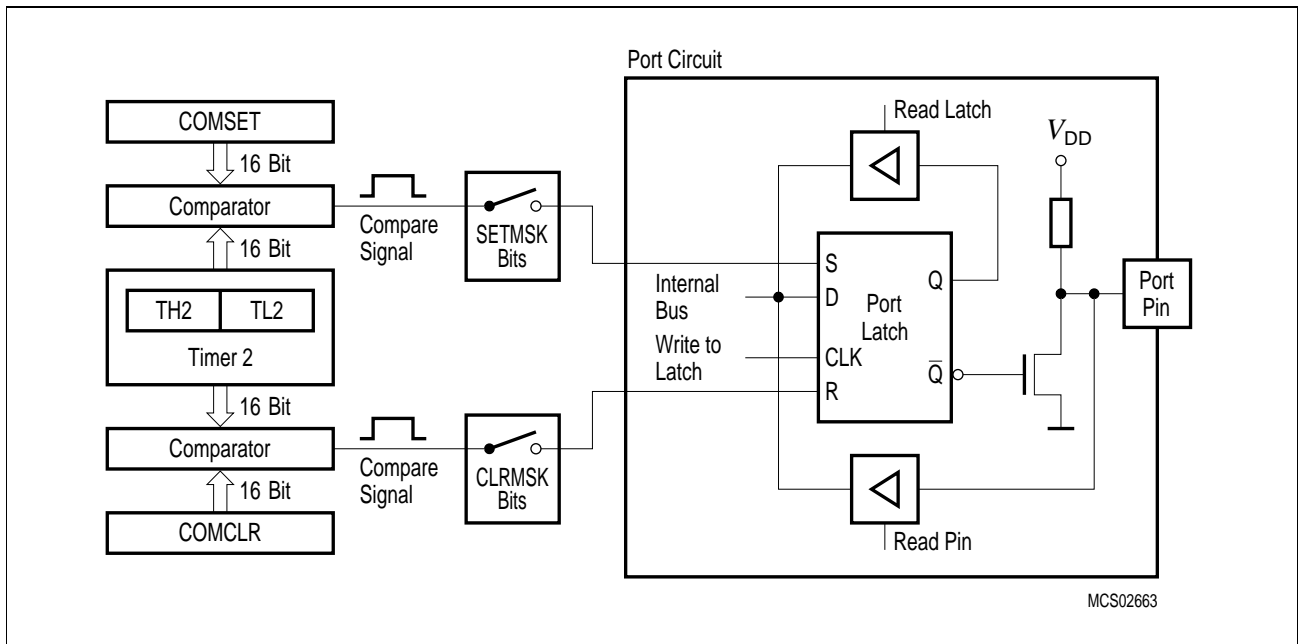 Port Circuit
COMSET
16 Bit
Comparator
16 Bit
TH2
TL2
Timer 2
16 Bit
Comparator
16 Bit
COMCLR
Compare
Signal
SETMSK
Bits
Compare
Signal
CLRMSK
Bits
Read Latch
Internal
Bus
Write to
Latch
S
D
CLK
R
Port
Latch
Q
Q̅
Read Pin
VDD
Port
Pin
MCS02663